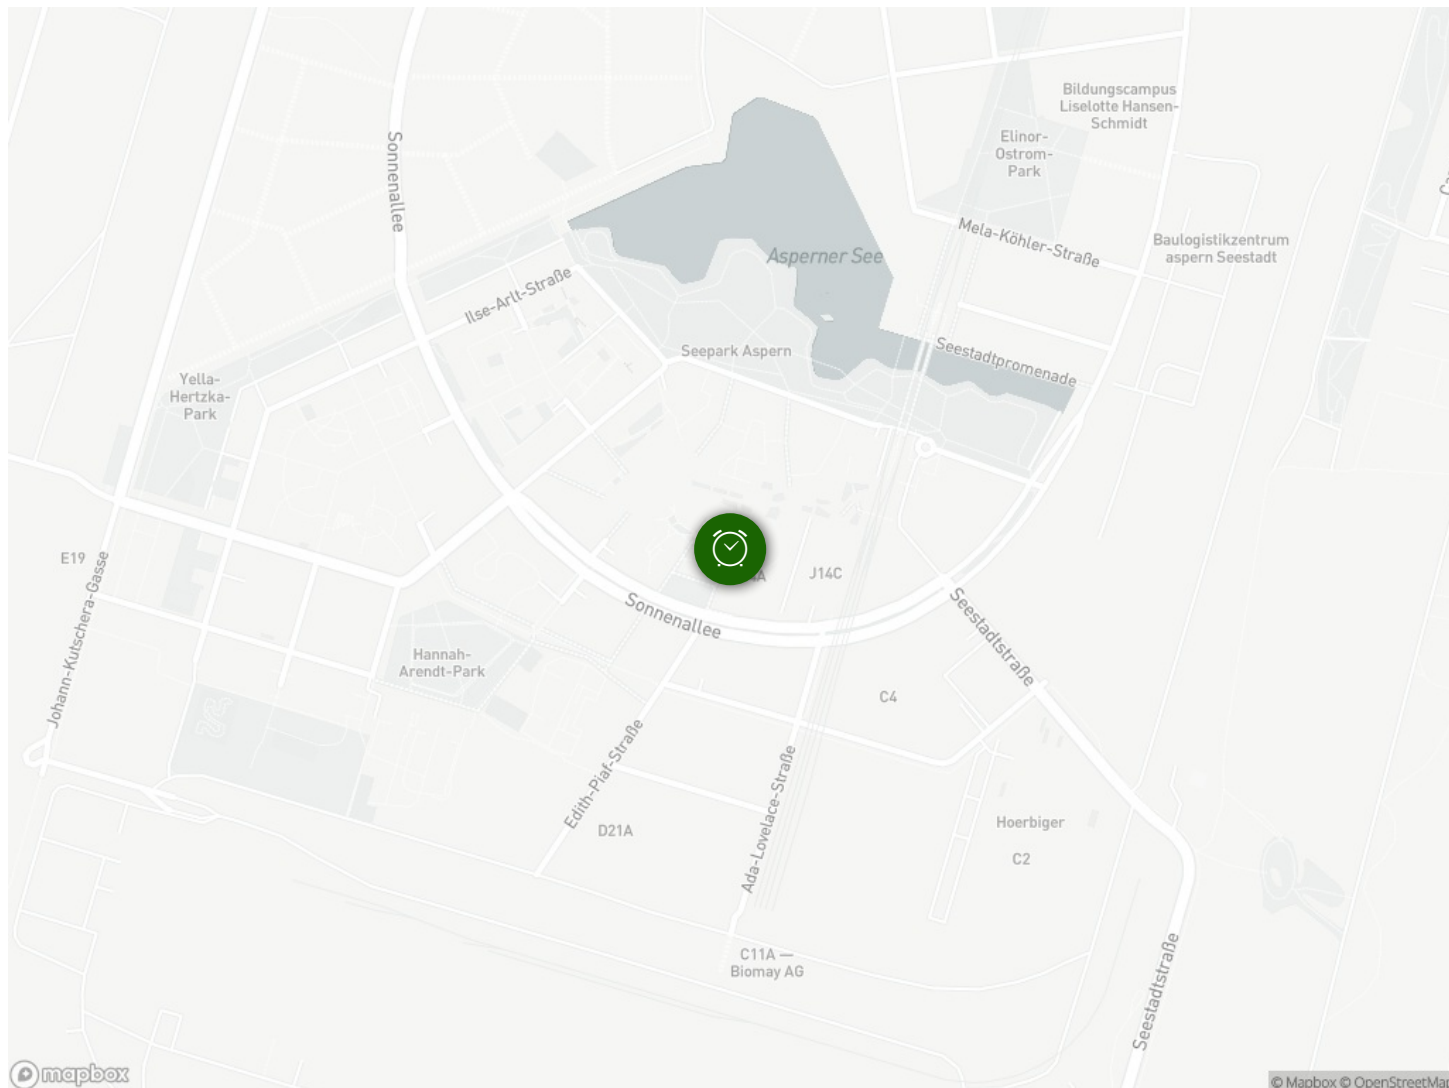 Bildungscampus
Liselotte Hansen-
Schmidt
Elinor-
Ostrom-
Park
Sonnenallee
Mela-Köhler-Straße
Baulogistikzentrum
aspern Seestadt
Asperner See
Ilse-Arlt-Straße
Seepark Aspern
Seestadtpromenade
Yella-
Hertzka-
Park
E19
J14C
Johann-Kutschera-Gasse
Sonnenallee
Seestadtstraße
Hannah-
Arendt-Park
C4
Edith-Piaf-Straße
Ada-Lovelace-Straße
D21A
Hoerbiger
C2
C11A —
Biomay AG
Seestadtstraße
mapbox
© Mapbox © OpenStreetMap